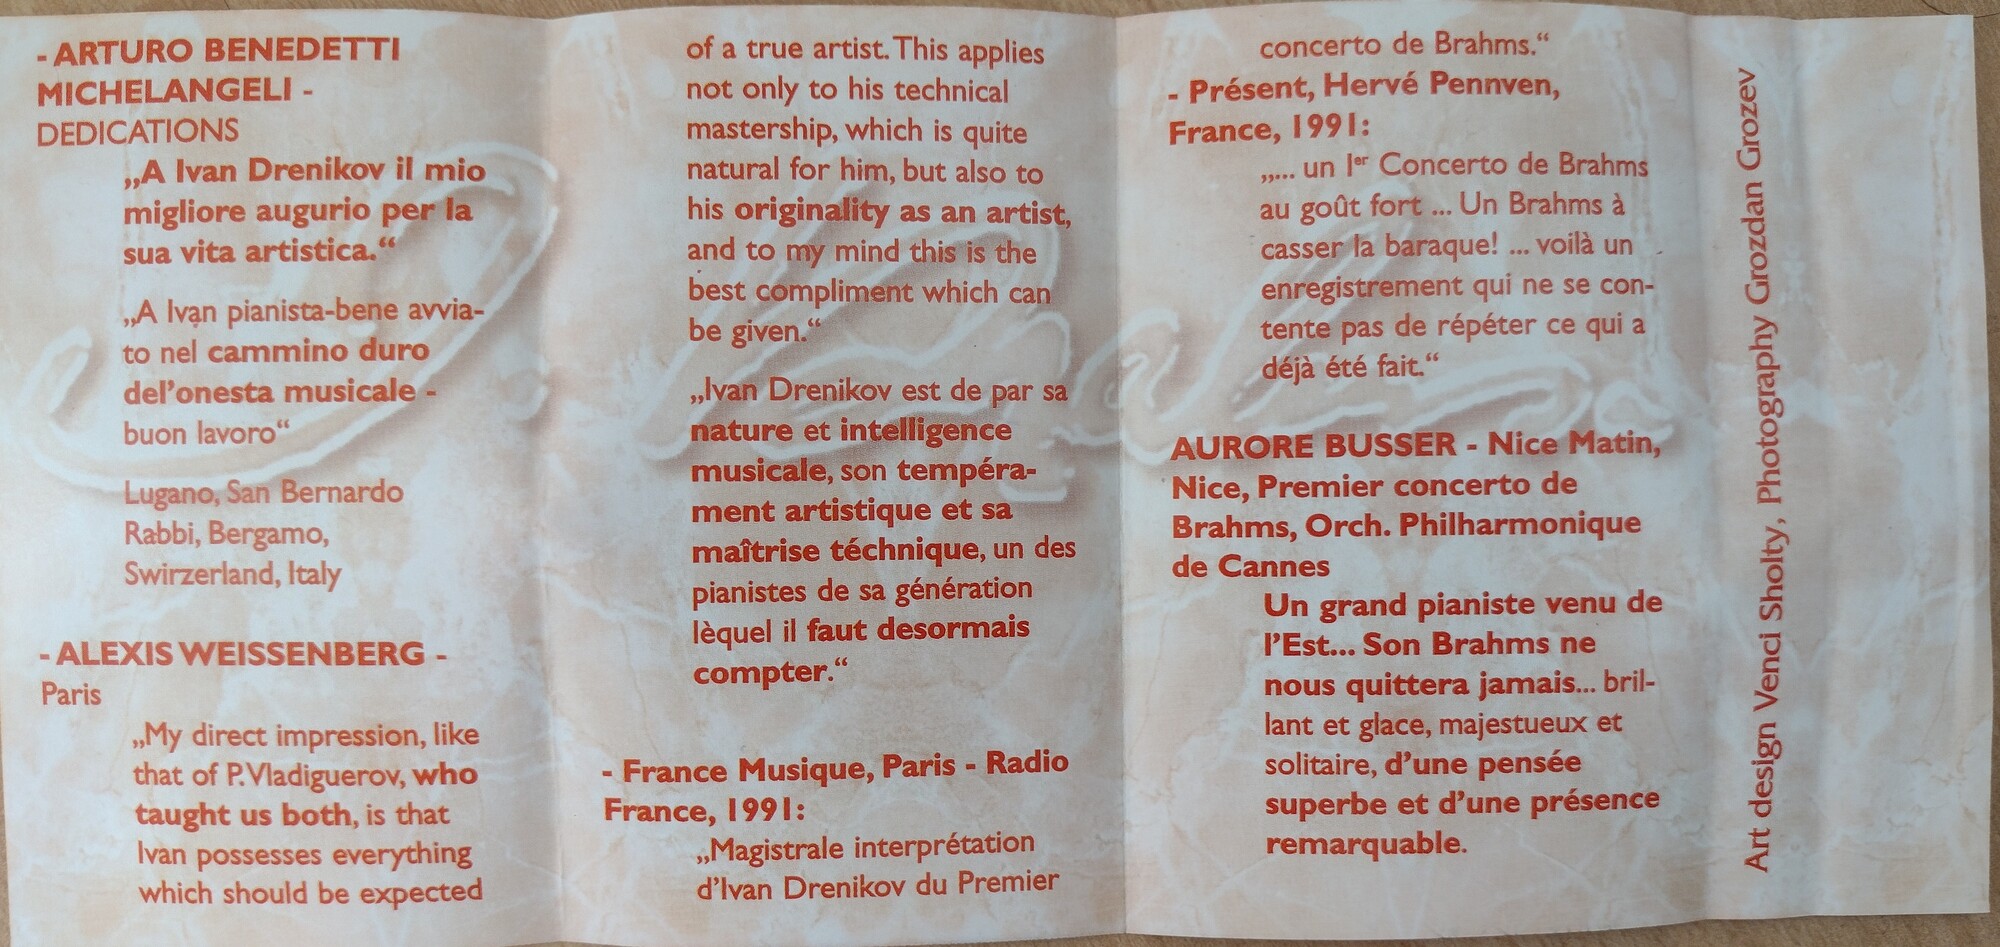 - ARTURO BENEDETTI
MICHELANGELI -
DEDICATIONS
„A Ivan Drenikov il mio
migliore augurio per la
sua vita artistica.“
„A Ivan pianista-bene avvia-
to nel cammino duro
del’onesta musicale -
buon lavoro“
Lugano, San Bernardo
Rabbi, Bergamo,
Swirzerland, Italy
- ALEXIS WEISSENBERG -
Paris
„My direct impression, like
that of P. Vladiguerov, who
taught us both, is that
Ivan possesses everything
which should be expected
of a true artist. This applies
not only to his technical
mastership, which is quite
natural for him, but also to
his originality as an artist,
and to my mind this is the
best compliment which can
be given.“
„Ivan Drenikov est de par sa
nature et intelligence
musicale, son tempéra-
ment artistique et sa
maîtrise téchnique, un des
pianistes de sa génération
lèquel il faut desormais
compter.“
- France Musique, Paris - Radio
France, 1991:
„Magistrale interprétation
d’Ivan Drenikov du Premier
concerto de Brahms.“
- Présent, Hervé Pennven,
France, 1991:
„... un Ier Concerto de Brahms
au goût fort ... Un Brahms à
casser la baraque! ... voilà un
enregistrement qui ne se con-
tente pas de répéter ce qui a
déjà été fait.“
AURORE BUSSER - Nice Matin,
Nice, Premier concerto de
Brahms, Orch. Philharmonique
de Cannes
Un grand pianiste venu de
l’Est... Son Brahms ne
nous quittera jamais... bril-
lant et glace, majestueux et
solitaire, d’une pensée
superbe et d’une présence
remarquable.
Art design Venci Sholty, Photography Grozdan Grozev